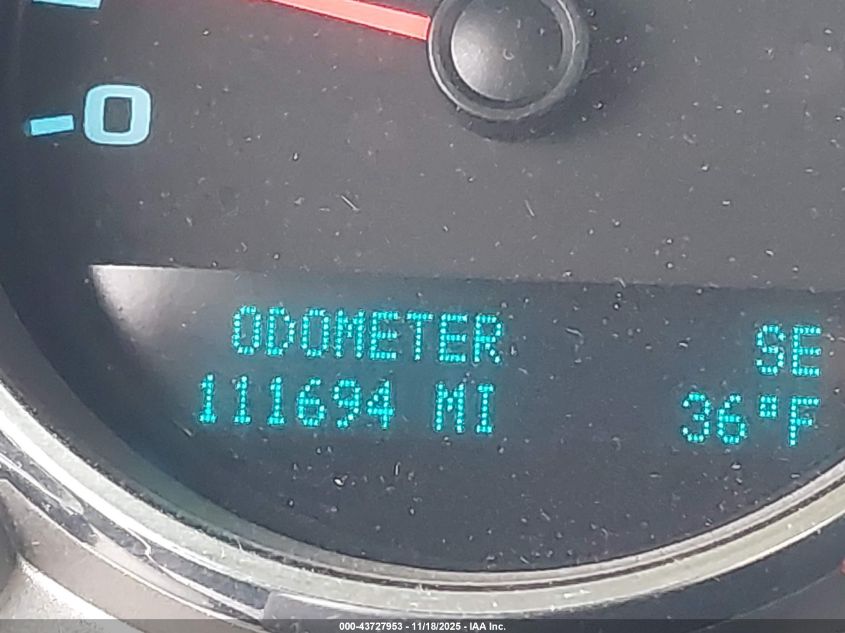 0
ODOMETER SE
111694 MI 36°F
000-43727953 - 11/18/2025 - IAA Inc.